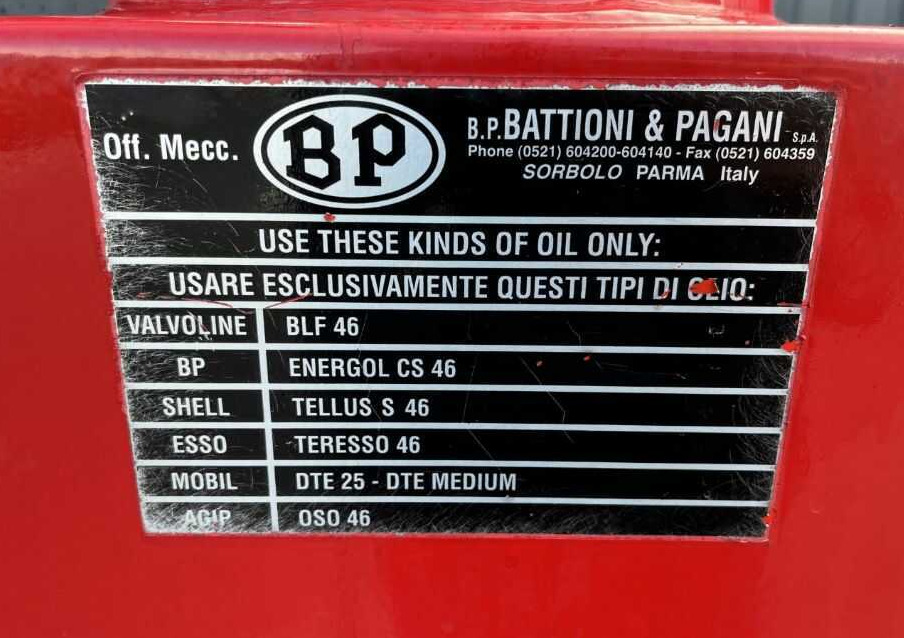 Off. Mecc.
BP
B.P. BATTIONI & PAGANI S.p.A.
Phone (0521) 604200-604140 - Fax (0521) 604359
SORBOLO PARMA Italy
USE THESE KINDS OF OIL ONLY:
USARE ESCLUSIVAMENTE QUESTI TIPI DI OLIO:
VALVOLINE BLF 46
BP ENERGOL CS 46
SHELL TELLUS S 46
ESSO TERESSO 46
MOBIL DTE 25 - DTE MEDIUM
AGIP OSO 46